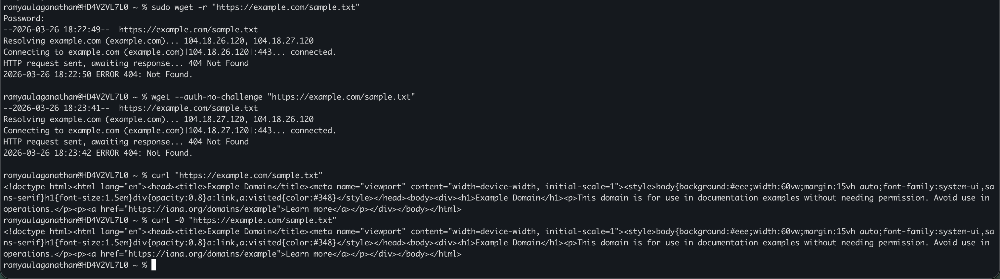 ramyaulaganathan@HD4V2VL7L0 ~ % sudo wget -r "https://example.com/sample.txt"
Password:
--2026-03-26 18:22:49--  https://example.com/sample.txt
Resolving example.com (example.com)... 104.18.26.120, 104.18.27.120
Connecting to example.com (example.com)|104.18.26.120|:443... connected.
HTTP request sent, awaiting response... 404 Not Found
2026-03-26 18:22:50 ERROR 404: Not Found.

ramyaulaganathan@HD4V2VL7L0 ~ % wget --auth-no-challenge "https://example.com/sample.txt"
--2026-03-26 18:23:41--  https://example.com/sample.txt
Resolving example.com (example.com)... 104.18.27.120, 104.18.26.120
Connecting to example.com (example.com)|104.18.27.120|:443... connected.
HTTP request sent, awaiting response... 404 Not Found
2026-03-26 18:23:42 ERROR 404: Not Found.

ramyaulaganathan@HD4V2VL7L0 ~ % curl "https://example.com/sample.txt"
<!doctype html><html lang="en"><head><title>Example Domain</title><meta name="viewport" content="width=device-width, initial-scale=1"><style>body{background:#eee;width:60vw;margin:15vh auto;font-family:system-ui,sa
ns-serif}h1{font-size:1.5em}div{opacity:0.8}a:link,a:visited{color:#348}</style></head><body><div><h1>Example Domain</h1><p>This domain is for use in documentation examples without needing permission. Avoid use in
operations.</p><p><a href="https://iana.org/domains/example">Learn more</a></p></div></body></html>
ramyaulaganathan@HD4V2VL7L0 ~ % curl -0 "https://example.com/sample.txt"
<!doctype html><html lang="en"><head><title>Example Domain</title><meta name="viewport" content="width=device-width, initial-scale=1"><style>body{background:#eee;width:60vw;margin:15vh auto;font-family:system-ui,sa
ns-serif}h1{font-size:1.5em}div{opacity:0.8}a:link,a:visited{color:#348}</style></head><body><div><h1>Example Domain</h1><p>This domain is for use in documentation examples without needing permission. Avoid use in
operations.</p><p><a href="https://iana.org/domains/example">Learn more</a></p></div></body></html>
ramyaulaganathan@HD4V2VL7L0 ~ %